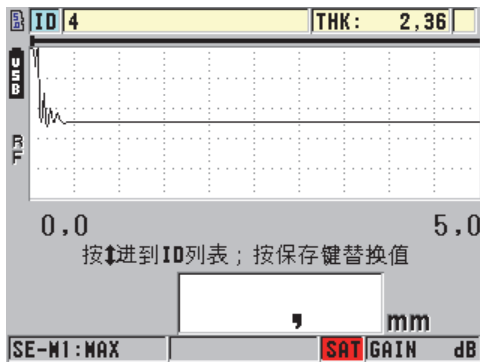 ID 4 THK: 2,36
USB
RF
0,0 5,0
按↕进到ID列表；按保存键替换值
, mm
SE-M1:MAX SAT GAIN dB